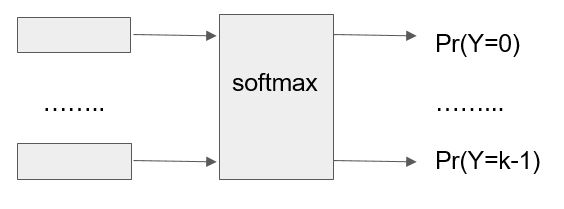 Pr(Y=0)
softmax
........ ........
Pr(Y=k-1)